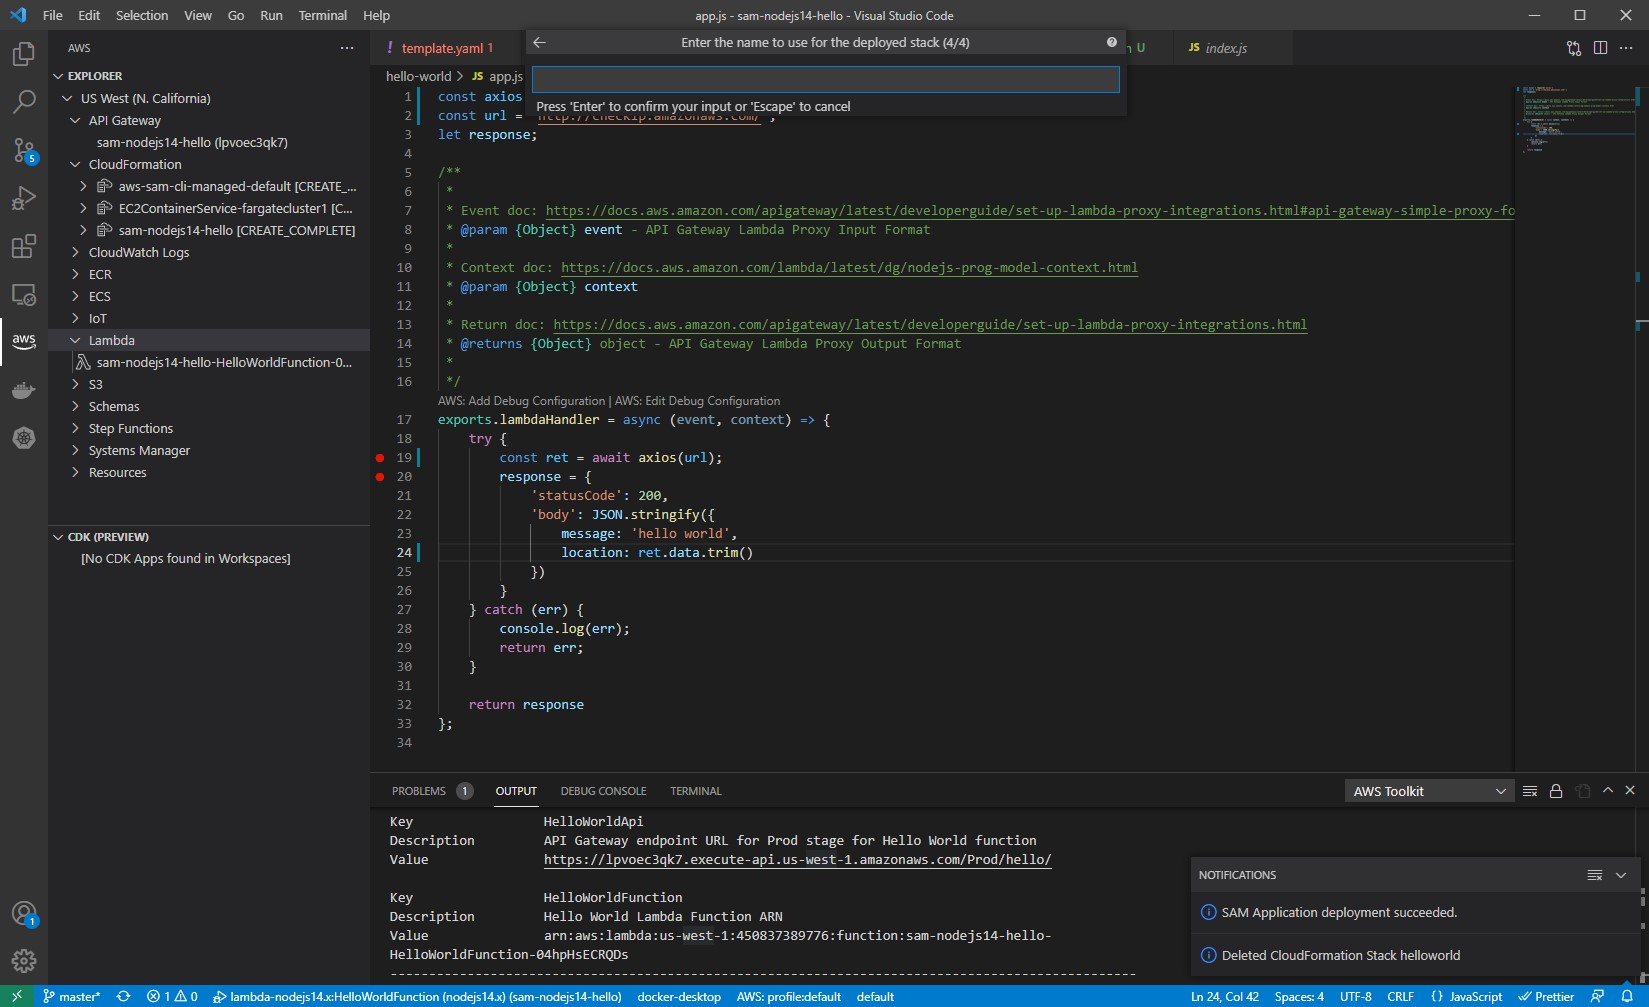 File Edit Selection View Go Run Terminal Help
app.js - sam-nodejs14-hello - Visual Studio Code
AWS
EXPLORER
US West (N. California)
API Gateway
sam-nodejs14-hello (lpvoec3qk7)
CloudFormation
aws-sam-cli-managed-default [CREATE_...
EC2ContainerService-fargatecluster1 [C...
sam-nodejs14-hello [CREATE_COMPLETE]
CloudWatch Logs
ECR
ECS
IoT
Lambda
sam-nodejs14-hello-HelloWorldFunction-0...
S3
Schemas
Step Functions
Systems Manager
Resources
CDK (PREVIEW)
[No CDK Apps found in Workspaces]
5
aws
1
! template.yaml 1
n U
JS index.js
Enter the name to use for the deployed stack (4/4)
Press 'Enter' to confirm your input or 'Escape' to cancel
hello-world > JS app.js
1 const axios
2 const url = 'http://checkip.amazonaws.com/';
3 let response;
4
5 /**
6 *
7 * Event doc: https://docs.aws.amazon.com/apigateway/latest/developerguide/set-up-lambda-proxy-integrations.html#api-gateway-simple-proxy-fo
8 * @param {Object} event - API Gateway Lambda Proxy Input Format
9 *
10 * Context doc: https://docs.aws.amazon.com/lambda/latest/dg/nodejs-prog-model-context.html
11 * @param {Object} context
12 *
13 * Return doc: https://docs.aws.amazon.com/apigateway/latest/developerguide/set-up-lambda-proxy-integrations.html
14 * @returns {Object} object - API Gateway Lambda Proxy Output Format
15 *
16 */
AWS: Add Debug Configuration | AWS: Edit Debug Configuration
17 exports.lambdaHandler = async (event, context) => {
18 try {
19 const ret = await axios(url);
20 response = {
21 'statusCode': 200,
22 'body': JSON.stringify({
23 message: 'hello world',
24 location: ret.data.trim()
25 })
26 }
27 } catch (err) {
28 console.log(err);
29 return err;
30 }
31
32 return response
33 };
34
PROBLEMS 1 OUTPUT DEBUG CONSOLE TERMINAL
AWS Toolkit
Key HelloWorldApi
Description API Gateway endpoint URL for Prod stage for Hello World function
Value https://lpvoec3qk7.execute-api.us-west-1.amazonaws.com/Prod/hello/
Key HelloWorldFunction
Description Hello World Lambda Function ARN
Value arn:aws:lambda:us-west-1:450837389776:function:sam-nodejs14-hello-
HelloWorldFunction-04hpHsECRQDs
NOTIFICATIONS
SAM Application deployment succeeded.
Deleted CloudFormation Stack helloworld
master* 1 0 lambda-nodejs14.x:HelloWorldFunction (nodejs14.x) (sam-nodejs14-hello) docker-desktop AWS: profile:default default
Ln 24, Col 42 Spaces: 4 UTF-8 CRLF {} JavaScript Prettier